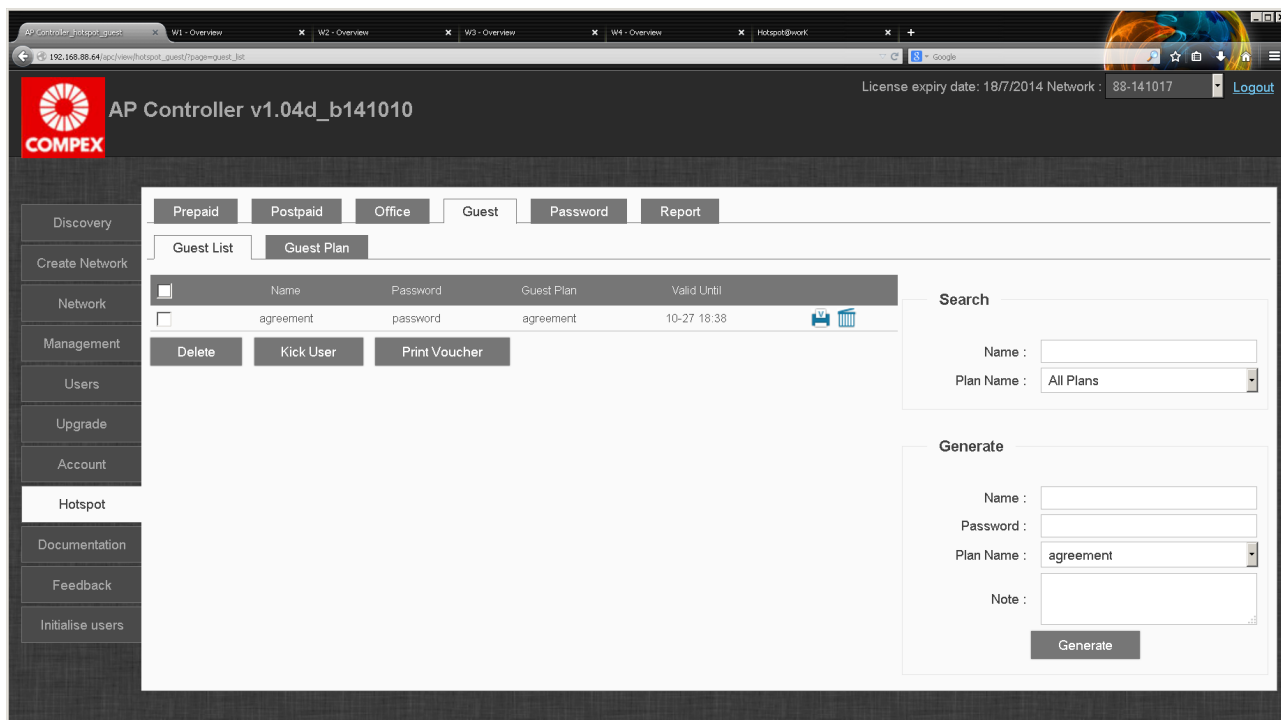 AP Controller_hotspot_guest W1 - Overview W2 - Overview W3 - Overview W4 - Overview Hotspot@worK
192.168.88.64/apc/view/hotspot_guest/?page=guest_list Google
COMPEX
AP Controller v1.04d_b141010
License expiry date: 18/7/2014 Network : 88-141017 Logout
Discovery
Create Network
Network
Management
Users
Upgrade
Account
Hotspot
Documentation
Feedback
Initialise users
Prepaid Postpaid Office Guest Password Report
Guest List Guest Plan
Name Password Guest Plan Valid Until
agreement password agreement 10-27 18:38
Delete Kick User Print Voucher
Search
Name :
Plan Name : All Plans
Generate
Name :
Password :
Plan Name : agreement
Note :
Generate